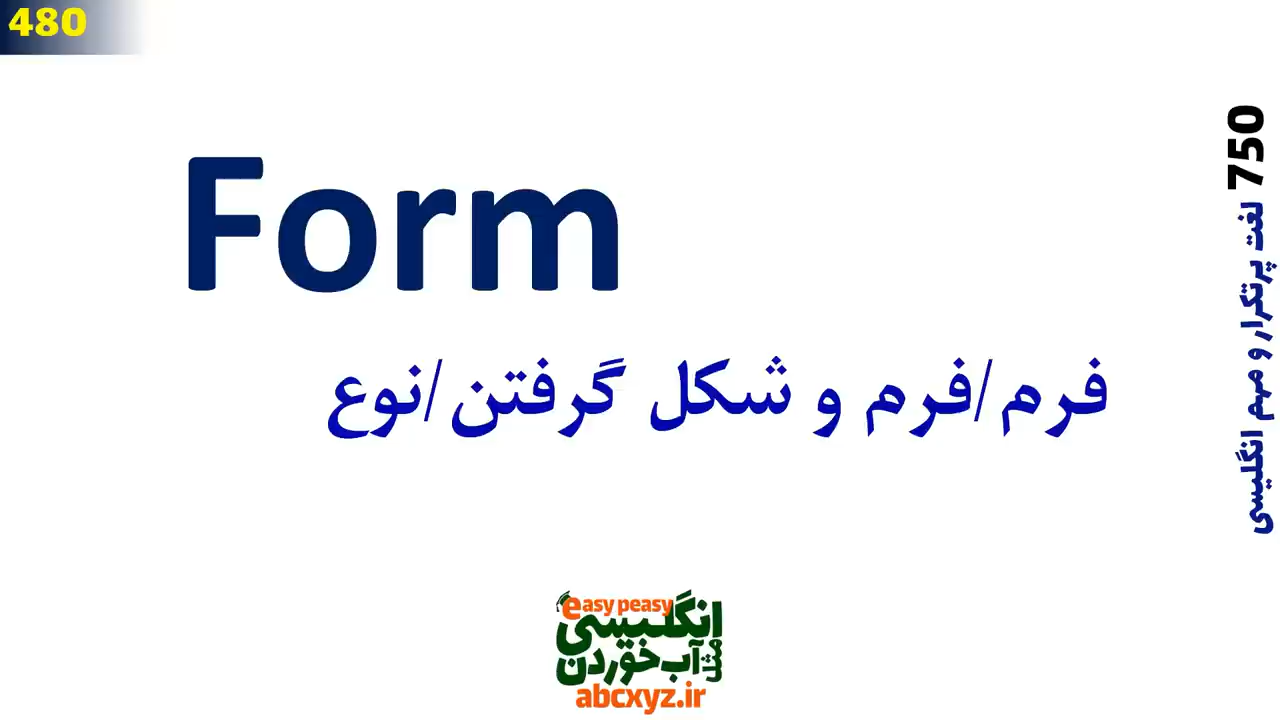 480
Form
فرم/فرم و شکل گرفتن/نوع
750 لغت پرتکرار و مهم انگلیسی
easy peasy
انگلیسی
مثل آب خوردن
abcxyz.ir